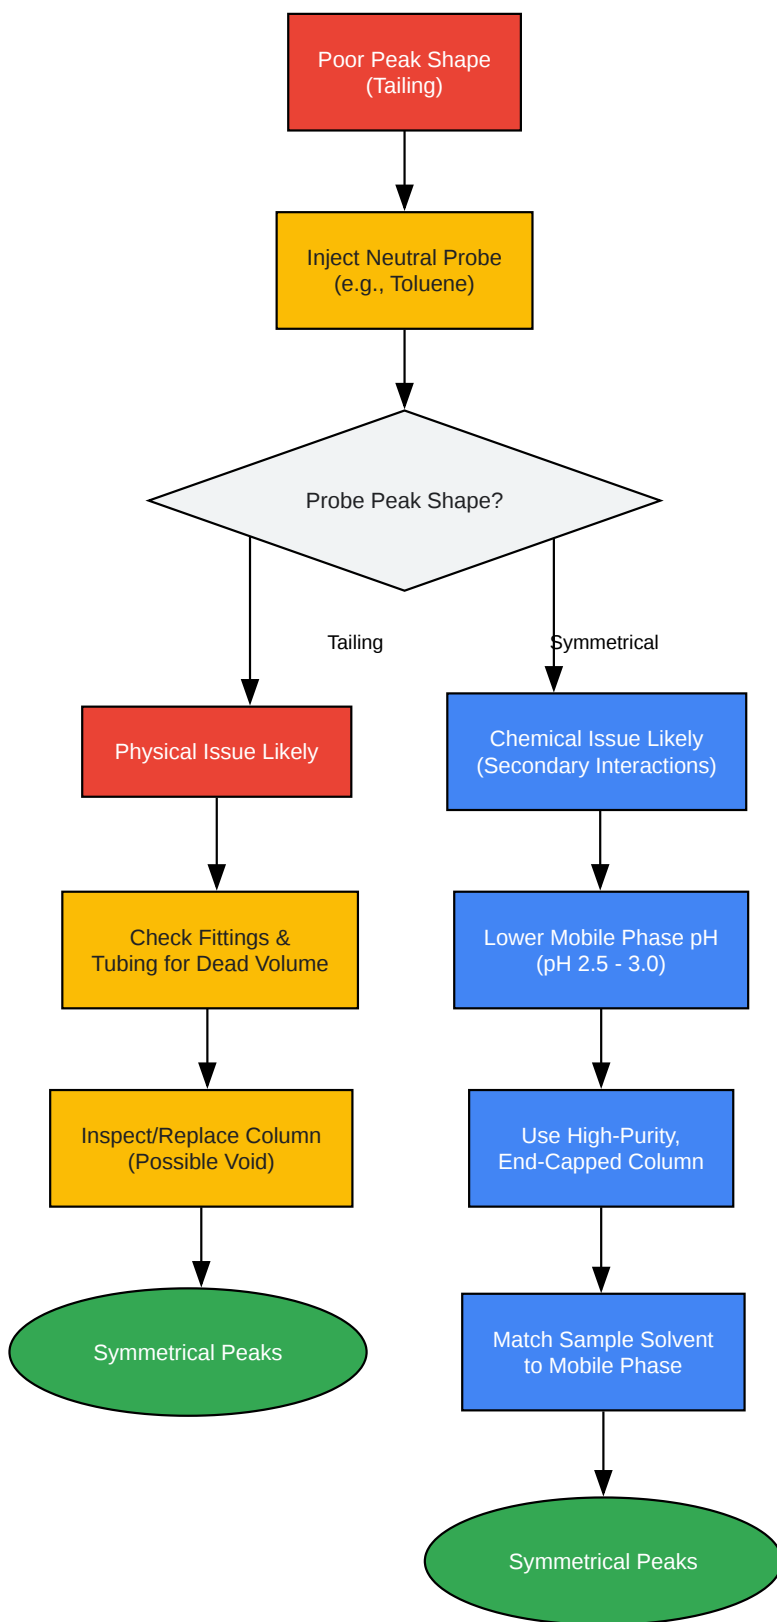 Poor Peak Shape
(Tailing)
Inject Neutral Probe
(e.g., Toluene)
Probe Peak Shape?
Tailing
Symmetrical
Physical Issue Likely
Chemical Issue Likely
(Secondary Interactions)
Check Fittings &
Tubing for Dead Volume
Lower Mobile Phase pH
(pH 2.5 - 3.0)
Inspect/Replace Column
(Possible Void)
Use High-Purity,
End-Capped Column
Symmetrical Peaks
Match Sample Solvent
to Mobile Phase
Symmetrical Peaks